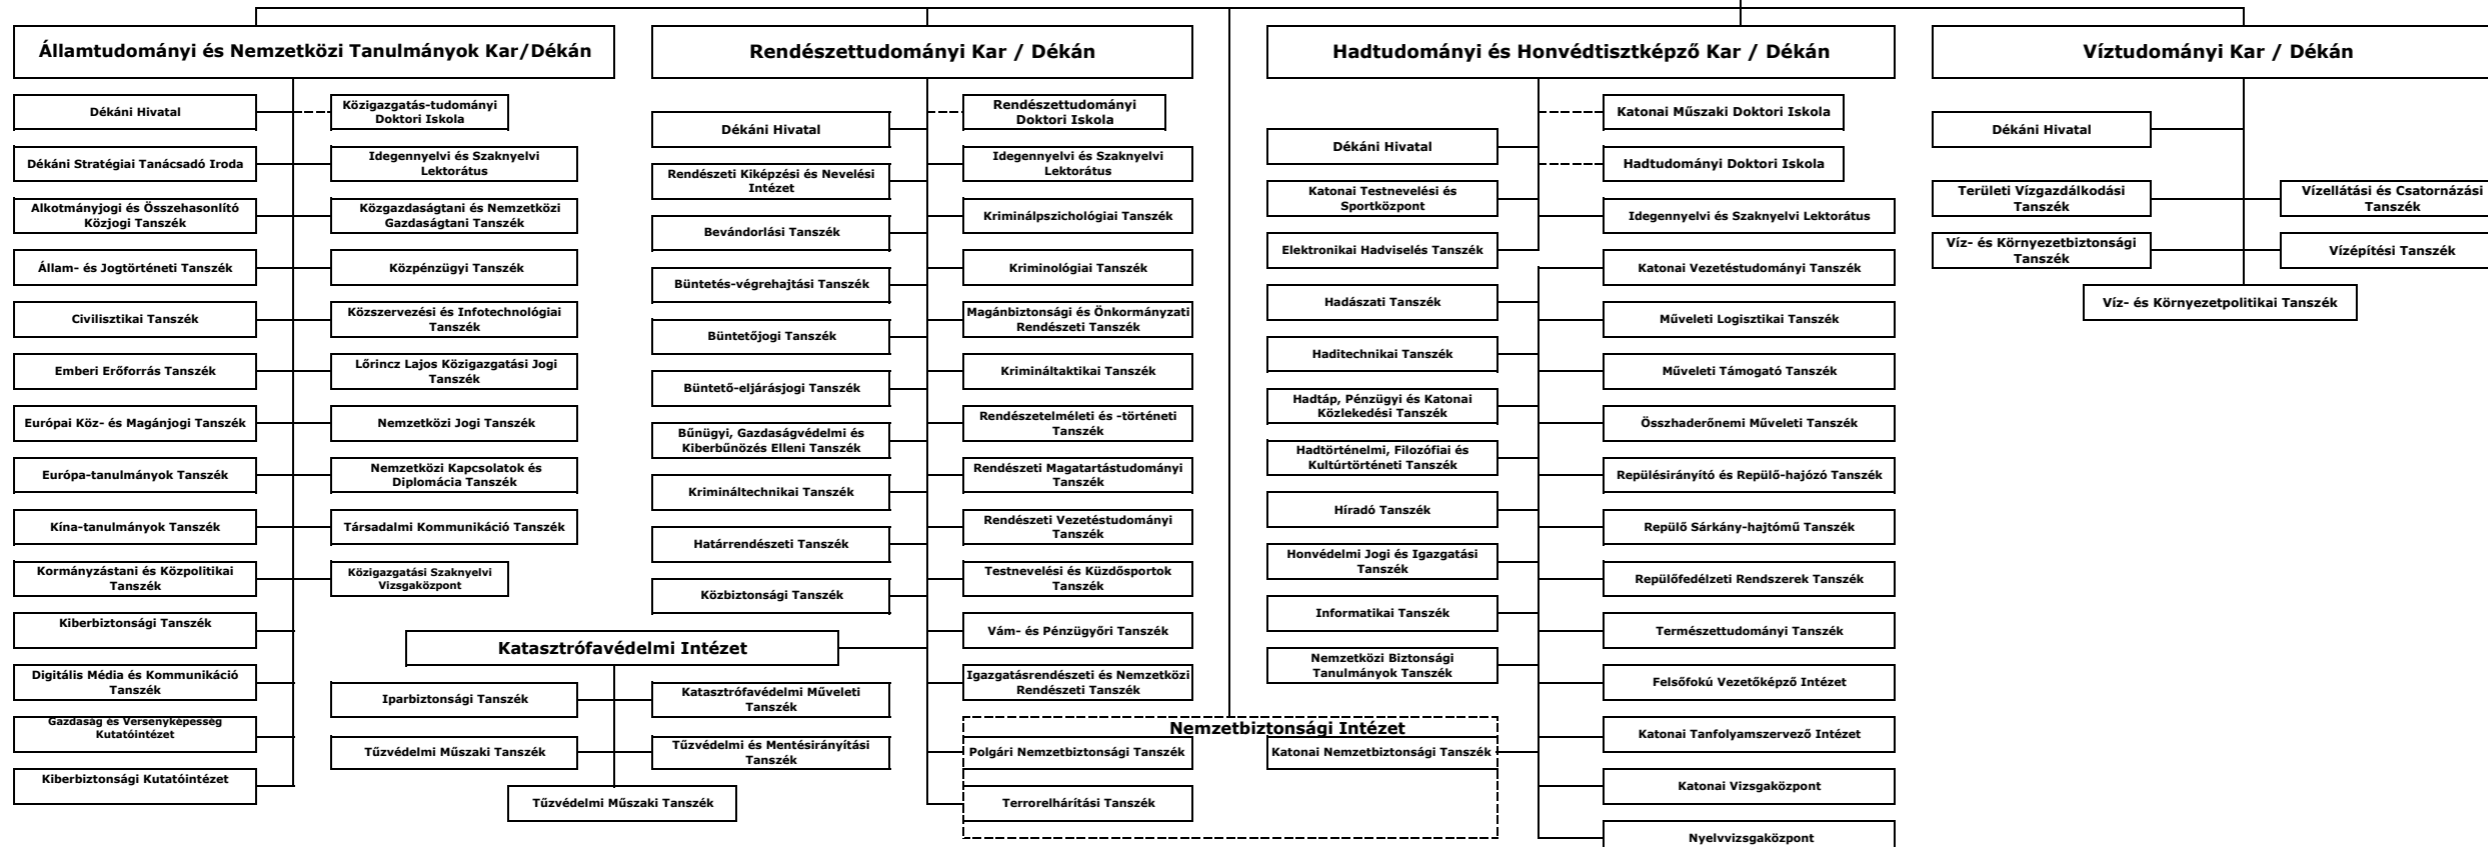 Államtudományi és Nemzetközi Tanulmányok Kar/Dékán
Dékáni Hivatal
Közigazgatás-tudományi
Doktori Iskola
Dékáni Stratégiai Tanácsadó Iroda
Idegennyelvi és Szaknyelvi
Lektorátus
Alkotmányjogi és Összehasonlító
Közjogi Tanszék
Közgazdaságtani és Nemzetközi
Gazdaságtani Tanszék
Állam- és Jogtörténeti Tanszék
Közpénzügyi Tanszék
Civilisztikai Tanszék
Közszervezési és Infotechnológiai
Tanszék
Emberi Erőforrás Tanszék
Lőrincz Lajos Közigazgatási Jogi
Tanszék
Európai Köz- és Magánjogi Tanszék
Nemzetközi Jogi Tanszék
Európa-tanulmányok Tanszék
Nemzetközi Kapcsolatok és
Diplomácia Tanszék
Kína-tanulmányok Tanszék
Társadalmi Kommunikáció Tanszék
Kormányzástani és Közpolitikai
Tanszék
Közigazgatási Szaknyelvi
Vizsgaközpont
Kiberbiztonsági Tanszék
Digitális Média és Kommunikáció
Tanszék
Gazdaság és Versenyképesség
Kutatóintézet
Kiberbiztonsági Kutatóintézet
Rendészettudományi Kar / Dékán
Dékáni Hivatal
Rendészettudományi
Doktori Iskola
Rendészeti Kiképzési és Nevelési
Intézet
Idegennyelvi és Szaknyelvi
Lektorátus
Bevándorlási Tanszék
Kriminálpszichológiai Tanszék
Büntetés-végrehajtási Tanszék
Kriminológiai Tanszék
Büntetőjogi Tanszék
Magánbiztonsági és Önkormányzati
Rendészeti Tanszék
Büntető-eljárásjogi Tanszék
Krimináltaktikai Tanszék
Bűnügyi, Gazdaságvédelmi és
Kiberbűnözés Elleni Tanszék
Rendészetelméleti és -történeti
Tanszék
Krimináltechnikai Tanszék
Rendészeti Magatartástudományi
Tanszék
Határrendészeti Tanszék
Rendészeti Vezetéstudományi
Tanszék
Közbiztonsági Tanszék
Testnevelési és Küzdősportok
Tanszék
Vám- és Pénzügyőri Tanszék
Igazgatásrendészeti és Nemzetközi
Rendészeti Tanszék
Katasztrófavédelmi Intézet
Iparbiztonsági Tanszék
Katasztrófavédelmi Műveleti
Tanszék
Tűzvédelmi Műszaki Tanszék
Tűzvédelmi és Mentésirányítási
Tanszék
Tűzvédelmi Műszaki Tanszék
Nemzetbiztonsági Intézet
Polgári Nemzetbiztonsági Tanszék
Katonai Nemzetbiztonsági Tanszék
Terrorelhárítási Tanszék
Hadtudományi és Honvédtisztképző Kar / Dékán
Dékáni Hivatal
Katonai Műszaki Doktori Iskola
Hadtudományi Doktori Iskola
Katonai Testnevelési és
Sportközpont
Idegennyelvi és Szaknyelvi Lektorátus
Elektronikai Hadviselés Tanszék
Katonai Vezetéstudományi Tanszék
Hadászati Tanszék
Műveleti Logisztikai Tanszék
Haditechnikai Tanszék
Műveleti Támogató Tanszék
Hadtáp, Pénzügyi és Katonai
Közlekedési Tanszék
Összhaderőnemi Műveleti Tanszék
Hadtörténelmi, Filozófiai és
Kultúrtörténeti Tanszék
Repülésirányító és Repülő-hajózó Tanszék
Híradó Tanszék
Repülő Sárkány-hajtómű Tanszék
Honvédelmi Jogi és Igazgatási
Tanszék
Repülőfedélzeti Rendszerek Tanszék
Informatikai Tanszék
Természettudományi Tanszék
Nemzetközi Biztonsági
Tanulmányok Tanszék
Felsőfokú Vezetőképző Intézet
Katonai Tanfolyamszervező Intézet
Katonai Vizsgaközpont
Nyelvvizsgaközpont
Víztudományi Kar / Dékán
Dékáni Hivatal
Területi Vízgazdálkodási
Tanszék
Vízellátási és Csatornázási
Tanszék
Víz- és Környezetbiztonsági
Tanszék
Vízépítési Tanszék
Víz- és Környezetpolitikai Tanszék